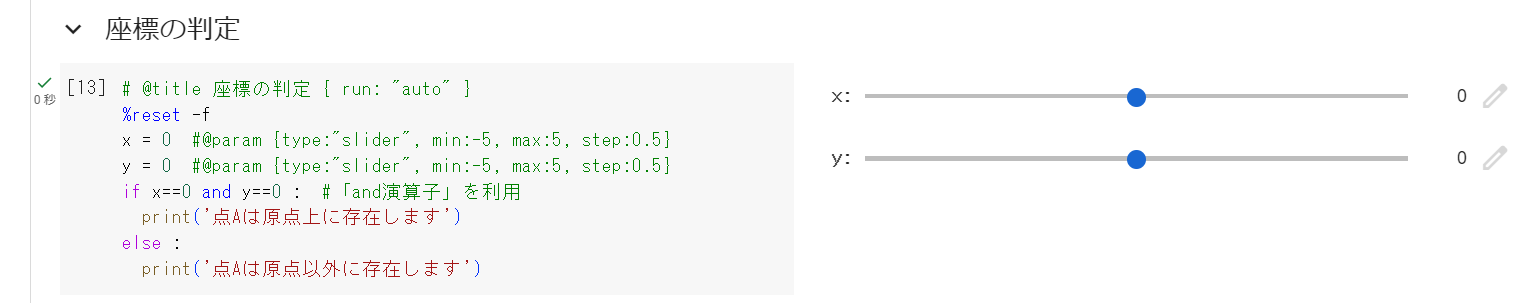 座標の判定
[13] # @title 座標の判定 { run: "auto" }
0 秒
%reset -f
x = 0  #@param {type:"slider", min:-5, max:5, step:0.5}
y = 0  #@param {type:"slider", min:-5, max:5, step:0.5}
if x==0 and y==0 :  #「and演算子」を利用
  print('点Aは原点上に存在します')
else :
  print('点Aは原点以外に存在します')
x: 0
y: 0